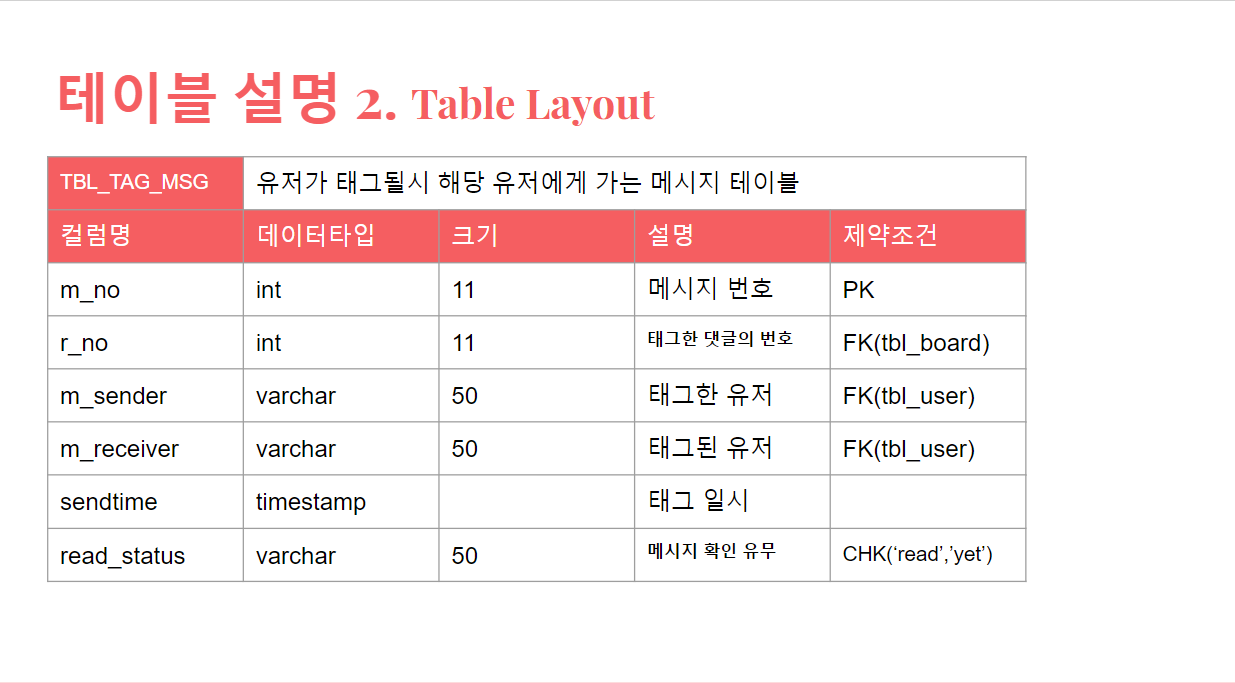 테이블 설명 2. Table Layout
TBL_TAG_MSG 유저가 태그될시 해당 유저에게 가는 메시지 테이블
컬럼명 데이터타입 크기 설명 제약조건
m_no int 11 메시지 번호 PK
r_no int 11 태그한 댓글의 번호 FK(tbl_board)
m_sender varchar 50 태그한 유저 FK(tbl_user)
m_receiver varchar 50 태그된 유저 FK(tbl_user)
sendtime timestamp 태그 일시
read_status varchar 50 메시지 확인 유무 CHK(‘read’,’yet’)